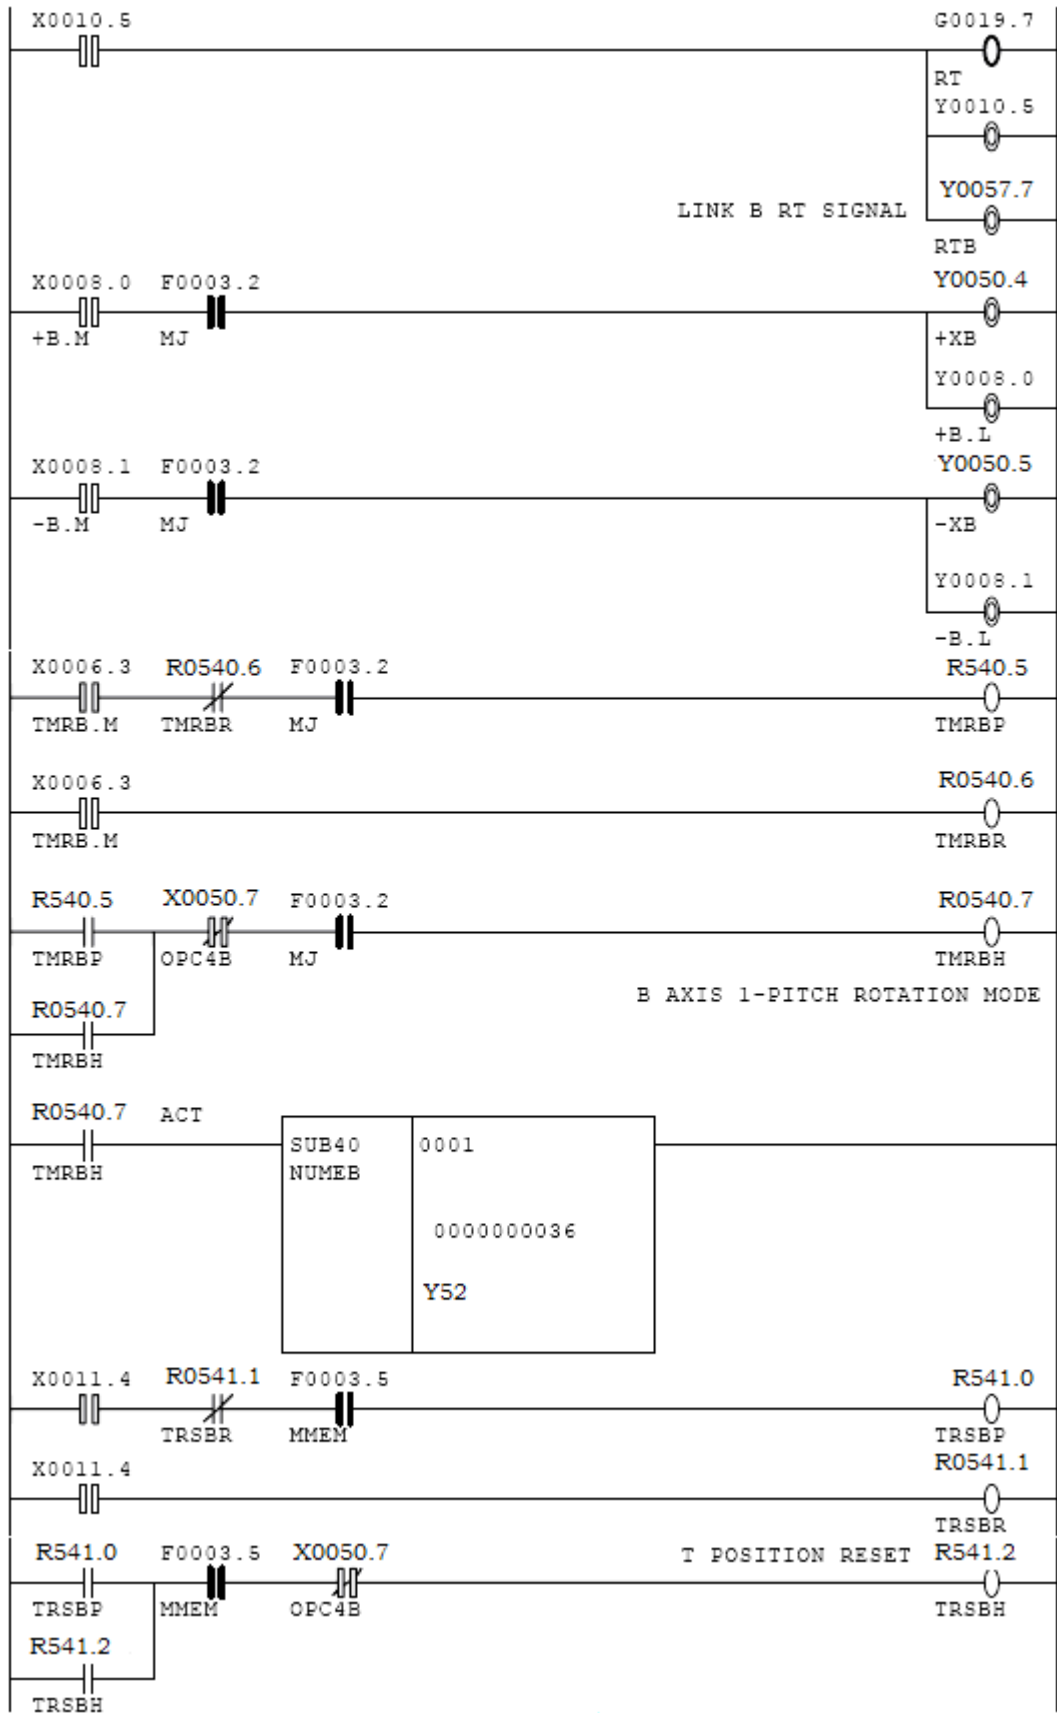 X0010.5 G0019.7
RT
Y0010.5
Y0057.7
LINK B RT SIGNAL
RTB
X0008.0 F0003.2 Y0050.4
+B.M MJ +XB
Y0008.0
+B.L
X0008.1 F0003.2 Y0050.5
-B.M MJ -XB
Y0008.1
-B.L
X0006.3 R0540.6 F0003.2 R540.5
TMRB.M TMRBR MJ TMRBP
X0006.3 R0540.6
TMRB.M TMRBR
R540.5 X0050.7 F0003.2 R0540.7
TMRBP OPC4B MJ TMRBH
B AXIS 1-PITCH ROTATION MODE
R0540.7
TMRBH
R0540.7 ACT
TMRBH
SUB40 0001
NUMEB
0000000036
Y52
X0011.4 R0541.1 F0003.5 R541.0
TRSBR MMEM TRSBP
X0011.4 R0541.1
TRSBR
R541.0 F0003.5 X0050.7 T POSITION RESET R541.2
TRSBP MMEM OPC4B TRSBH
R541.2
TRSBH